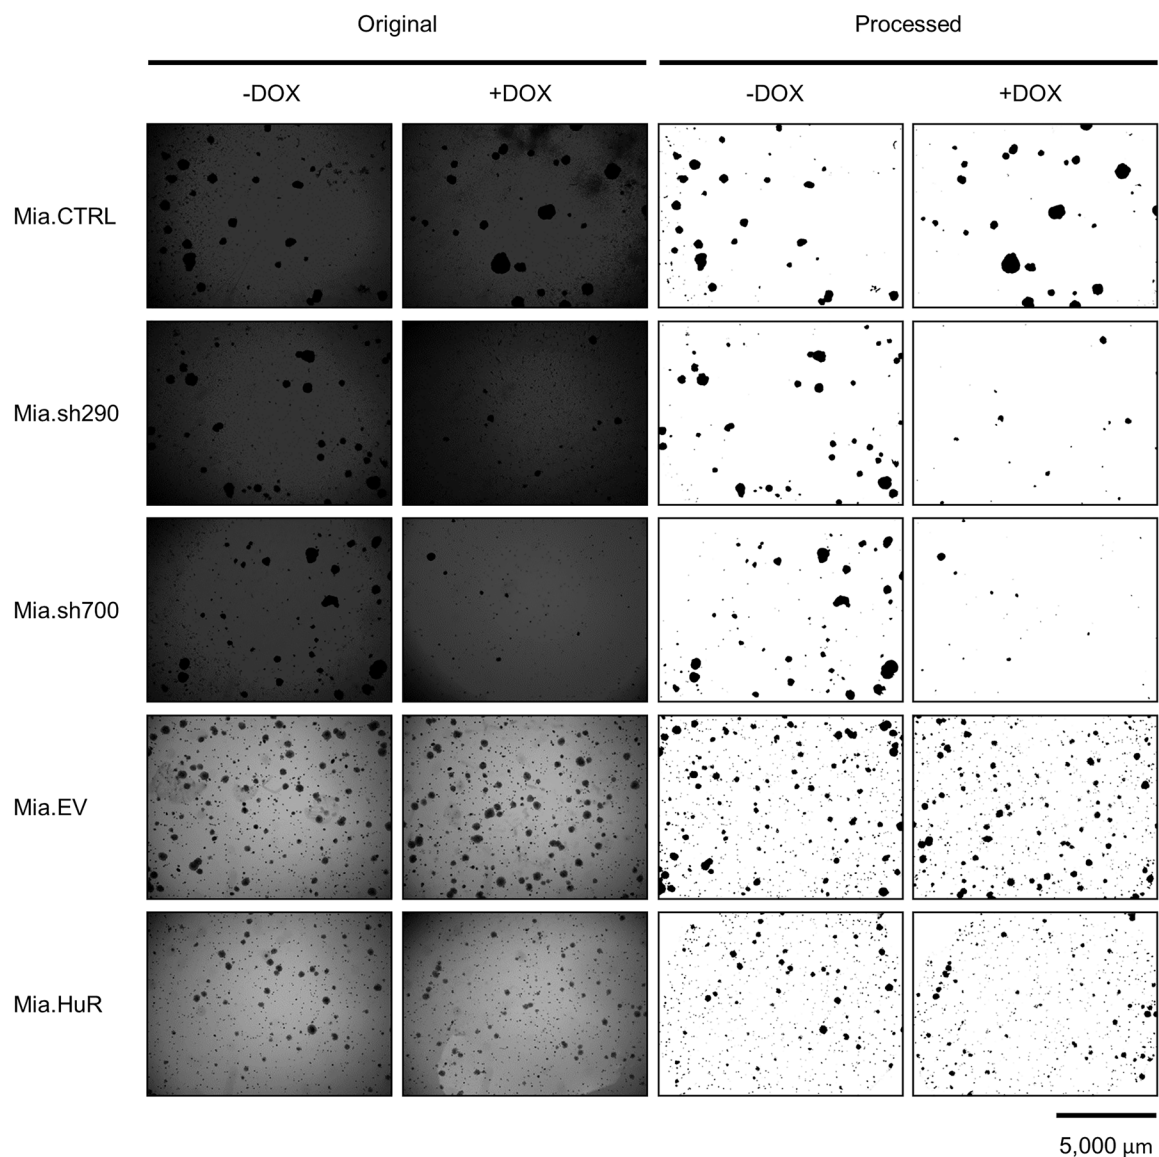 Original Processed
-DOX +DOX -DOX +DOX
Mia.CTRL
Mia.sh290
Mia.sh700
Mia.EV
Mia.HuR
5,000 μm